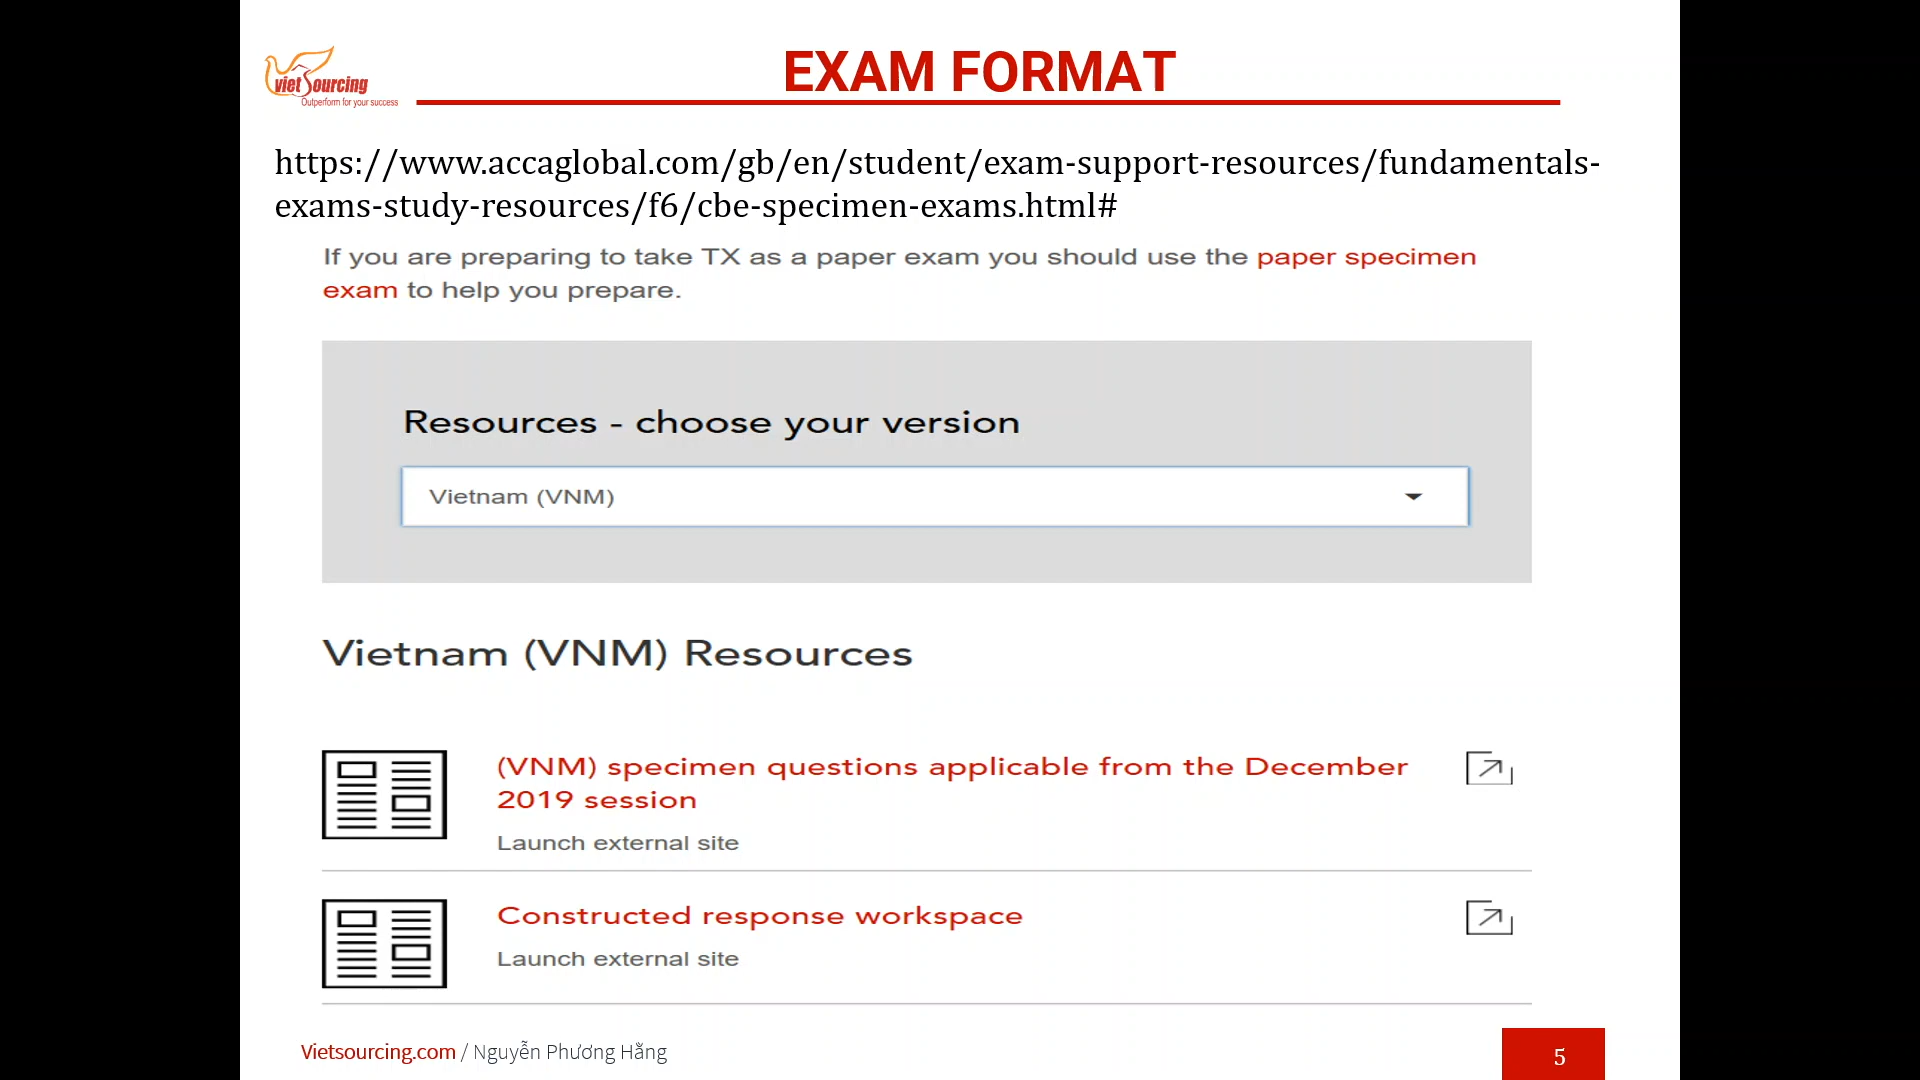 viet Sourcing
Outperform for your success
EXAM FORMAT
https://www.accaglobal.com/gb/en/student/exam-support-resources/fundamentals-
exams-study-resources/f6/cbe-specimen-exams.html#
If you are preparing to take TX as a paper exam you should use the paper specimen
exam to help you prepare.
Resources - choose your version
Vietnam (VNM)
Vietnam (VNM) Resources
(VNM) specimen questions applicable from the December
2019 session
Launch external site
Constructed response workspace
Launch external site
Vietsourcing.com / Nguyễn Phương Hằng
5